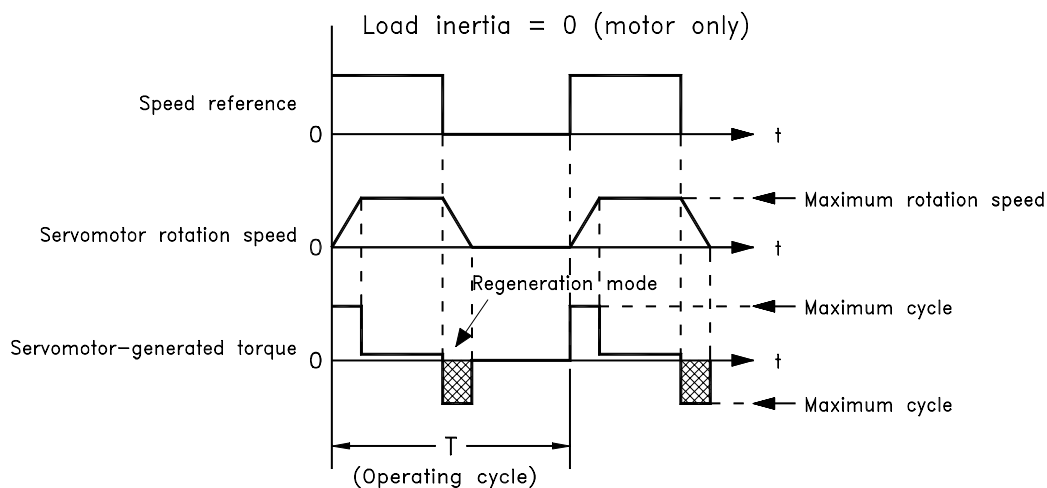 Load inertia = 0 (motor only)
Speed reference
0
t
Maximum rotation speed
Servomotor rotation speed
0
t
Regeneration mode
Maximum cycle
Servomotor-generated torque
0
t
Maximum cycle
T
(Operating cycle)